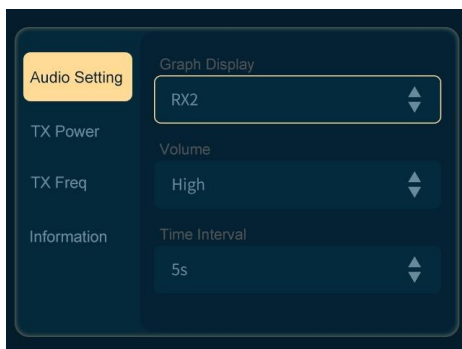 Audio Setting
TX Power
TX Freq
Information
Graph Display
RX2
Volume
High
Time Interval
5s